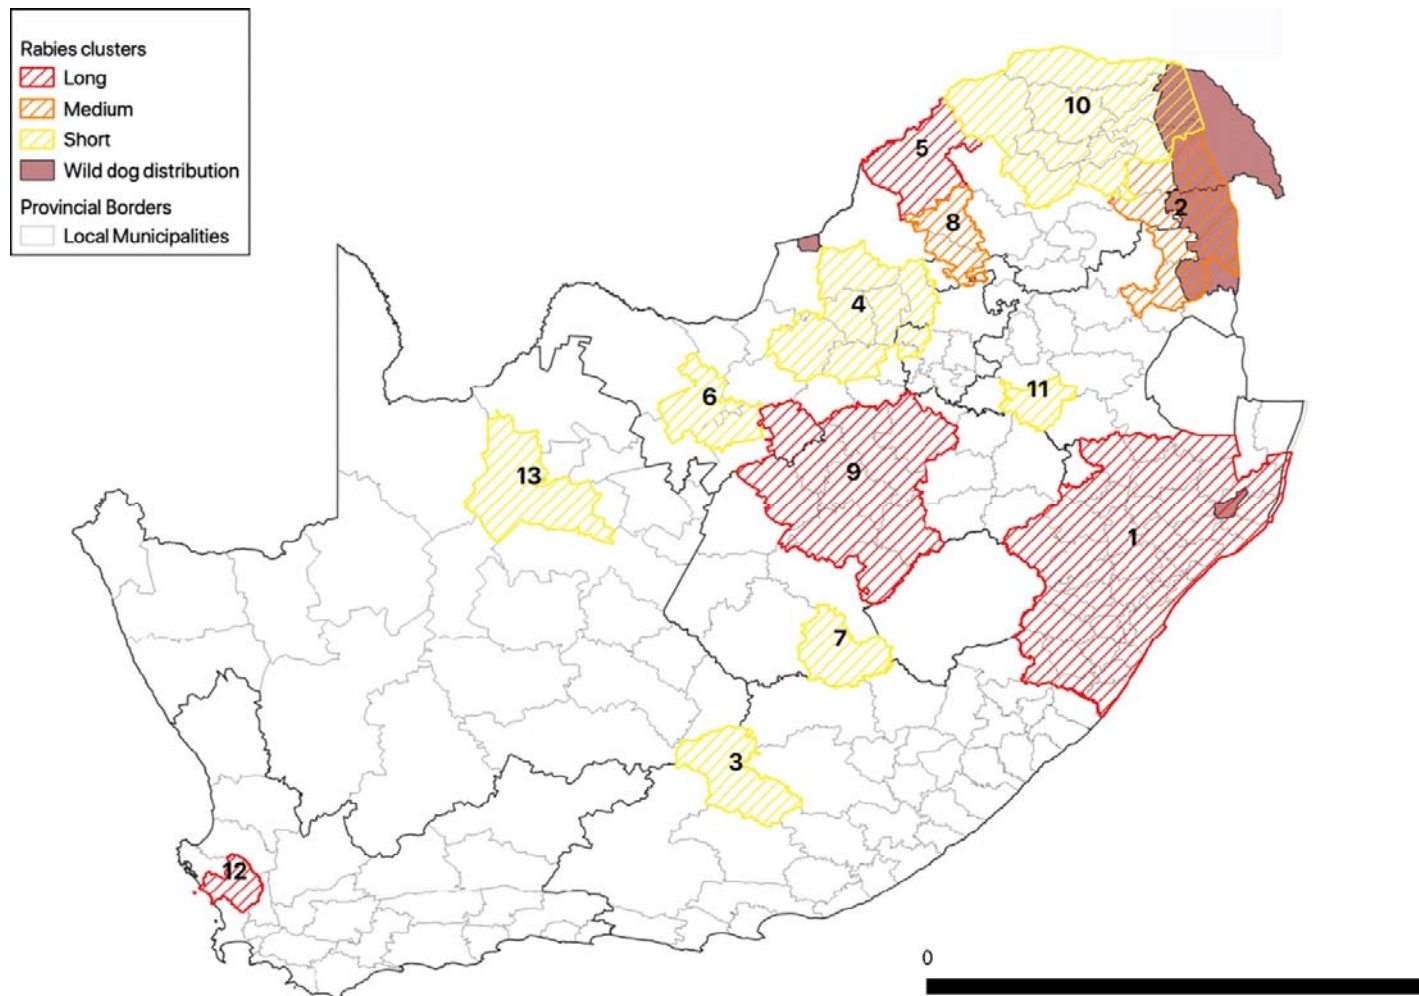 Rabies clusters
Long
Medium
Short
Wild dog distribution
Provincial Borders
Local Municipalities
10
5
2
8
4
11
6
9
13
1
7
3
12
0